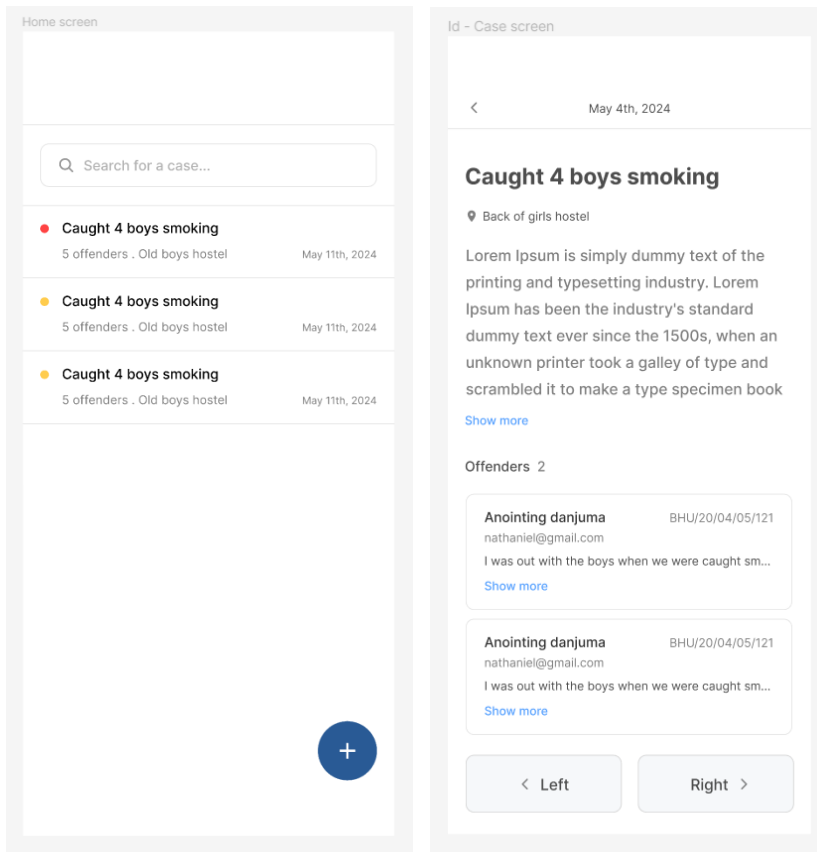 Home screen
Search for a case...
Caught 4 boys smoking
5 offenders . Old boys hostel May 11th, 2024
Caught 4 boys smoking
5 offenders . Old boys hostel May 11th, 2024
Caught 4 boys smoking
5 offenders . Old boys hostel May 11th, 2024
+
Id - Case screen
May 4th, 2024
Caught 4 boys smoking
Back of girls hostel
Lorem Ipsum is simply dummy text of the
printing and typesetting industry. Lorem
Ipsum has been the industry's standard
dummy text ever since the 1500s, when an
unknown printer took a galley of type and
scrambled it to make a type specimen book
Show more
Offenders 2
Anointing danjuma BHU/20/04/05/121
nathaniel@gmail.com
I was out with the boys when we were caught sm...
Show more
Anointing danjuma BHU/20/04/05/121
nathaniel@gmail.com
I was out with the boys when we were caught sm...
Show more
Left Right